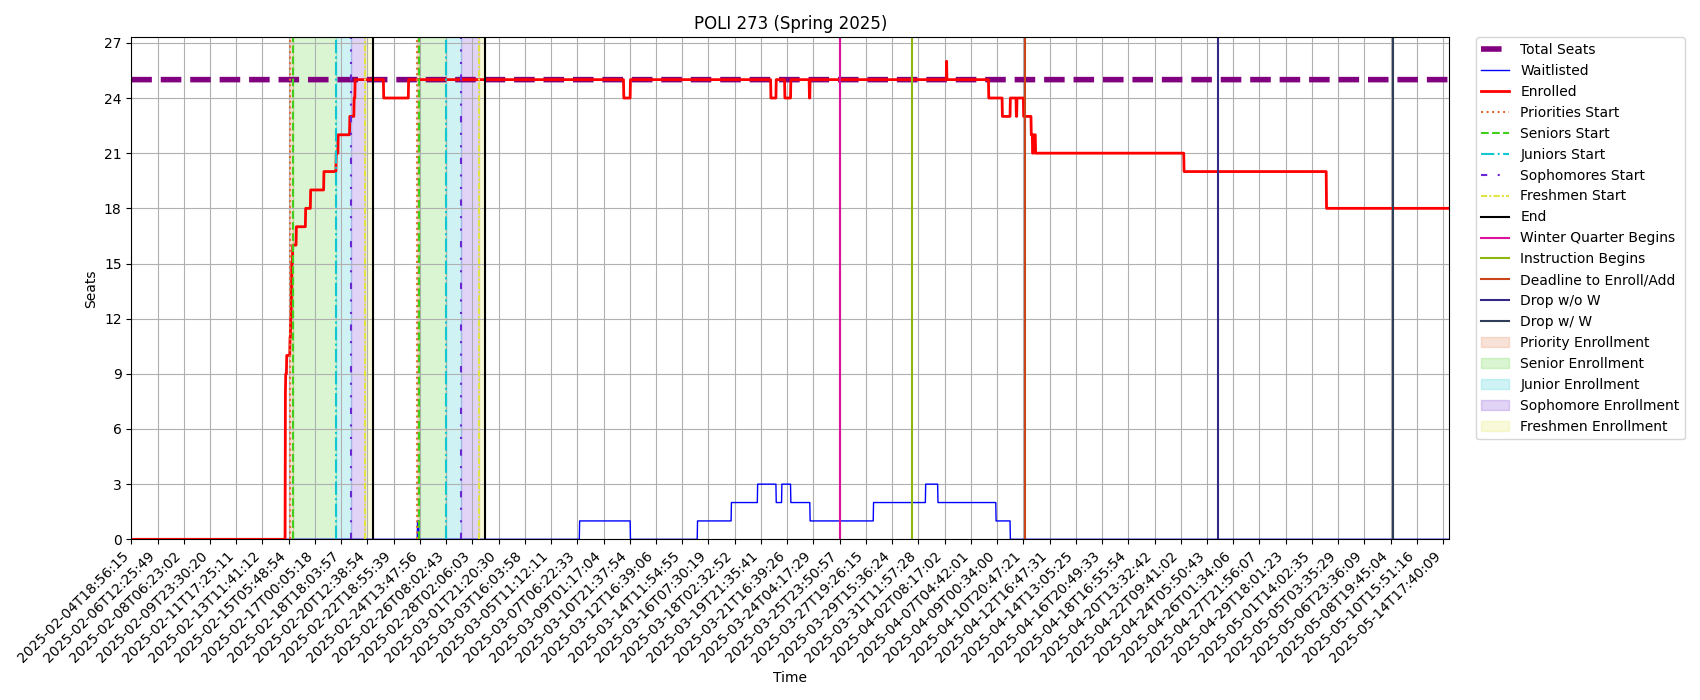 POLI 273 (Spring 2025)
27
24
21
18
15
12
9
6
3
0
Seats
2025-02-04T18:56:15
2025-02-06T12:25:49
2025-02-08T06:23:02
2025-02-09T23:30:20
2025-02-11T17:25:11
2025-02-13T11:41:12
2025-02-15T05:48:54
2025-02-17T00:05:18
2025-02-18T18:03:57
2025-02-20T12:38:54
2025-02-22T18:55:39
2025-02-24T13:47:56
2025-02-26T08:02:43
2025-02-28T02:06:03
2025-03-01T21:20:30
2025-03-03T16:03:58
2025-03-05T11:12:11
2025-03-07T06:22:33
2025-03-09T01:17:04
2025-03-10T21:37:54
2025-03-12T16:39:06
2025-03-14T11:54:55
2025-03-16T07:30:19
2025-03-18T02:32:52
2025-03-19T21:35:41
2025-03-21T16:39:26
2025-03-24T04:17:29
2025-03-25T23:50:57
2025-03-27T19:26:15
2025-03-29T15:36:24
2025-03-31T11:57:28
2025-04-02T08:17:02
2025-04-07T04:42:01
2025-04-09T00:34:00
2025-04-10T20:47:21
2025-04-12T16:47:31
2025-04-14T13:05:25
2025-04-16T20:49:33
2025-04-18T16:55:54
2025-04-20T13:32:42
2025-04-22T09:41:02
2025-04-24T05:50:43
2025-04-26T01:34:06
2025-04-27T21:56:07
2025-04-29T18:01:23
2025-05-01T14:02:35
2025-05-05T03:35:29
2025-05-06T23:36:09
2025-05-08T19:45:04
2025-05-10T15:51:16
2025-05-14T17:40:09
Time
Total Seats
Waitlisted
Enrolled
Priorities Start
Seniors Start
Juniors Start
Sophomores Start
Freshmen Start
End
Winter Quarter Begins
Instruction Begins
Deadline to Enroll/Add
Drop w/o W
Drop w/ W
Priority Enrollment
Senior Enrollment
Junior Enrollment
Sophomore Enrollment
Freshmen Enrollment